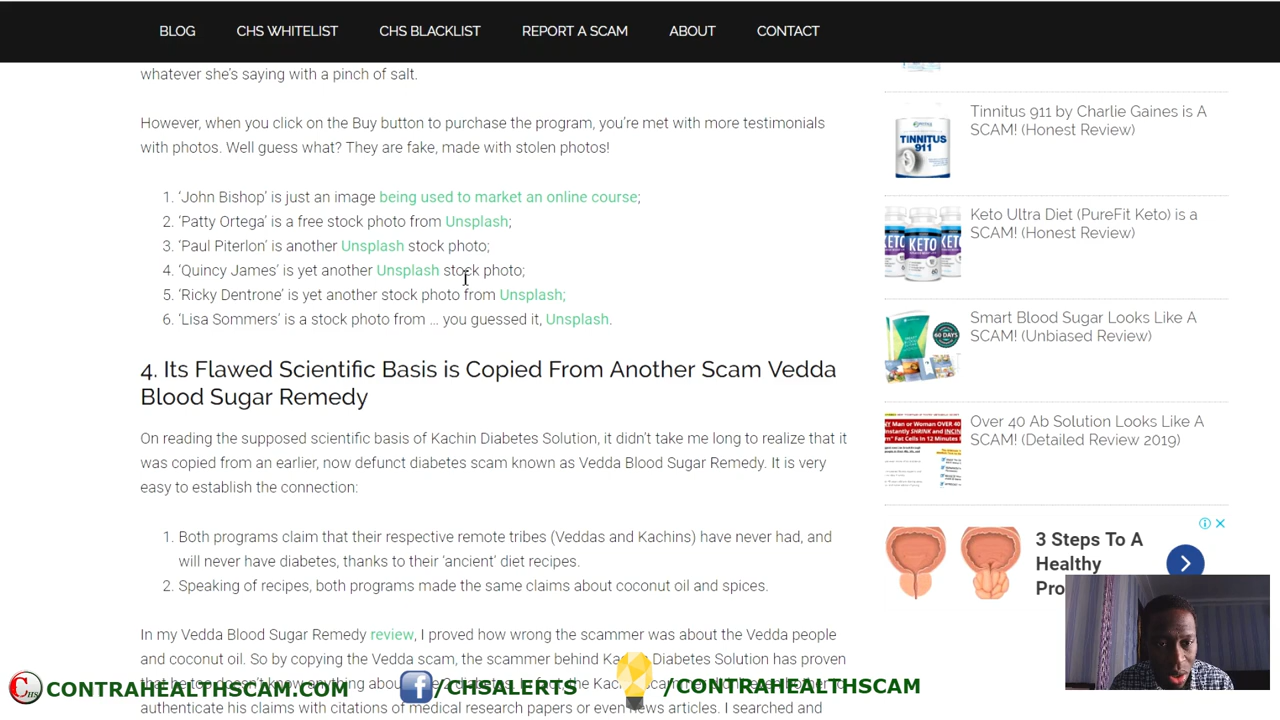 BLOG
CHS WHITELIST
CHS BLACKLIST
REPORT A SCAM
ABOUT
CONTACT
whatever she's saying with a pinch of salt.
However, when you click on the Buy button to purchase the program, you're met with more testimonials
with photos. Well guess what? They are fake, made with stolen photos!
1. 'John Bishop' is just an image being used to market an online course;
2. 'Patty Ortega' is a free stock photo from Unsplash;
3. 'Paul Piterlon' is another Unsplash stock photo;
4. 'Quincy James' is yet another Unsplash stock photo;
5. 'Ricky Dentrone' is yet another stock photo from Unsplash;
6. 'Lisa Sommers' is a stock photo from … you guessed it, Unsplash.
4. Its Flawed Scientific Basis is Copied From Another Scam Vedda
Blood Sugar Remedy
On reading the supposed scientific basis of Kachin Diabetes Solution, it didn't take me long to realize that it
was copied from an earlier, now defunct diabetes scam known as Vedda Blood Sugar Remedy. It is very
easy to establish the connection:
1. Both programs claim that their respective remote tribes (Veddas and Kachins) have never had, and
will never have diabetes, thanks to their 'ancient' diet recipes.
2. Speaking of recipes, both programs made the same claims about coconut oil and spices.
In my Vedda Blood Sugar Remedy review, I proved how wrong the scammer was about the Vedda people
and coconut oil. So by copying the Vedda scam, the scammer behind Kachin Diabetes Solution has proven
authenticate his claims with citations of medical research papers or even news articles. I searched and
Tinnitus 911 by Charlie Gaines is A
SCAM! (Honest Review)
TINNITUS
911
Keto Ultra Diet (PureFit Keto) is a
SCAM! (Honest Review)
KETO
Smart Blood Sugar Looks Like A
SCAM! (Unbiased Review)
Over 40 Ab Solution Looks Like A
SCAM! (Detailed Review 2019)
3 Steps To A
Healthy
Pro
CHS
CONTRAHEALTHSCAM.COM
CHSALERTS
/CONTRAHEALTHSCAM